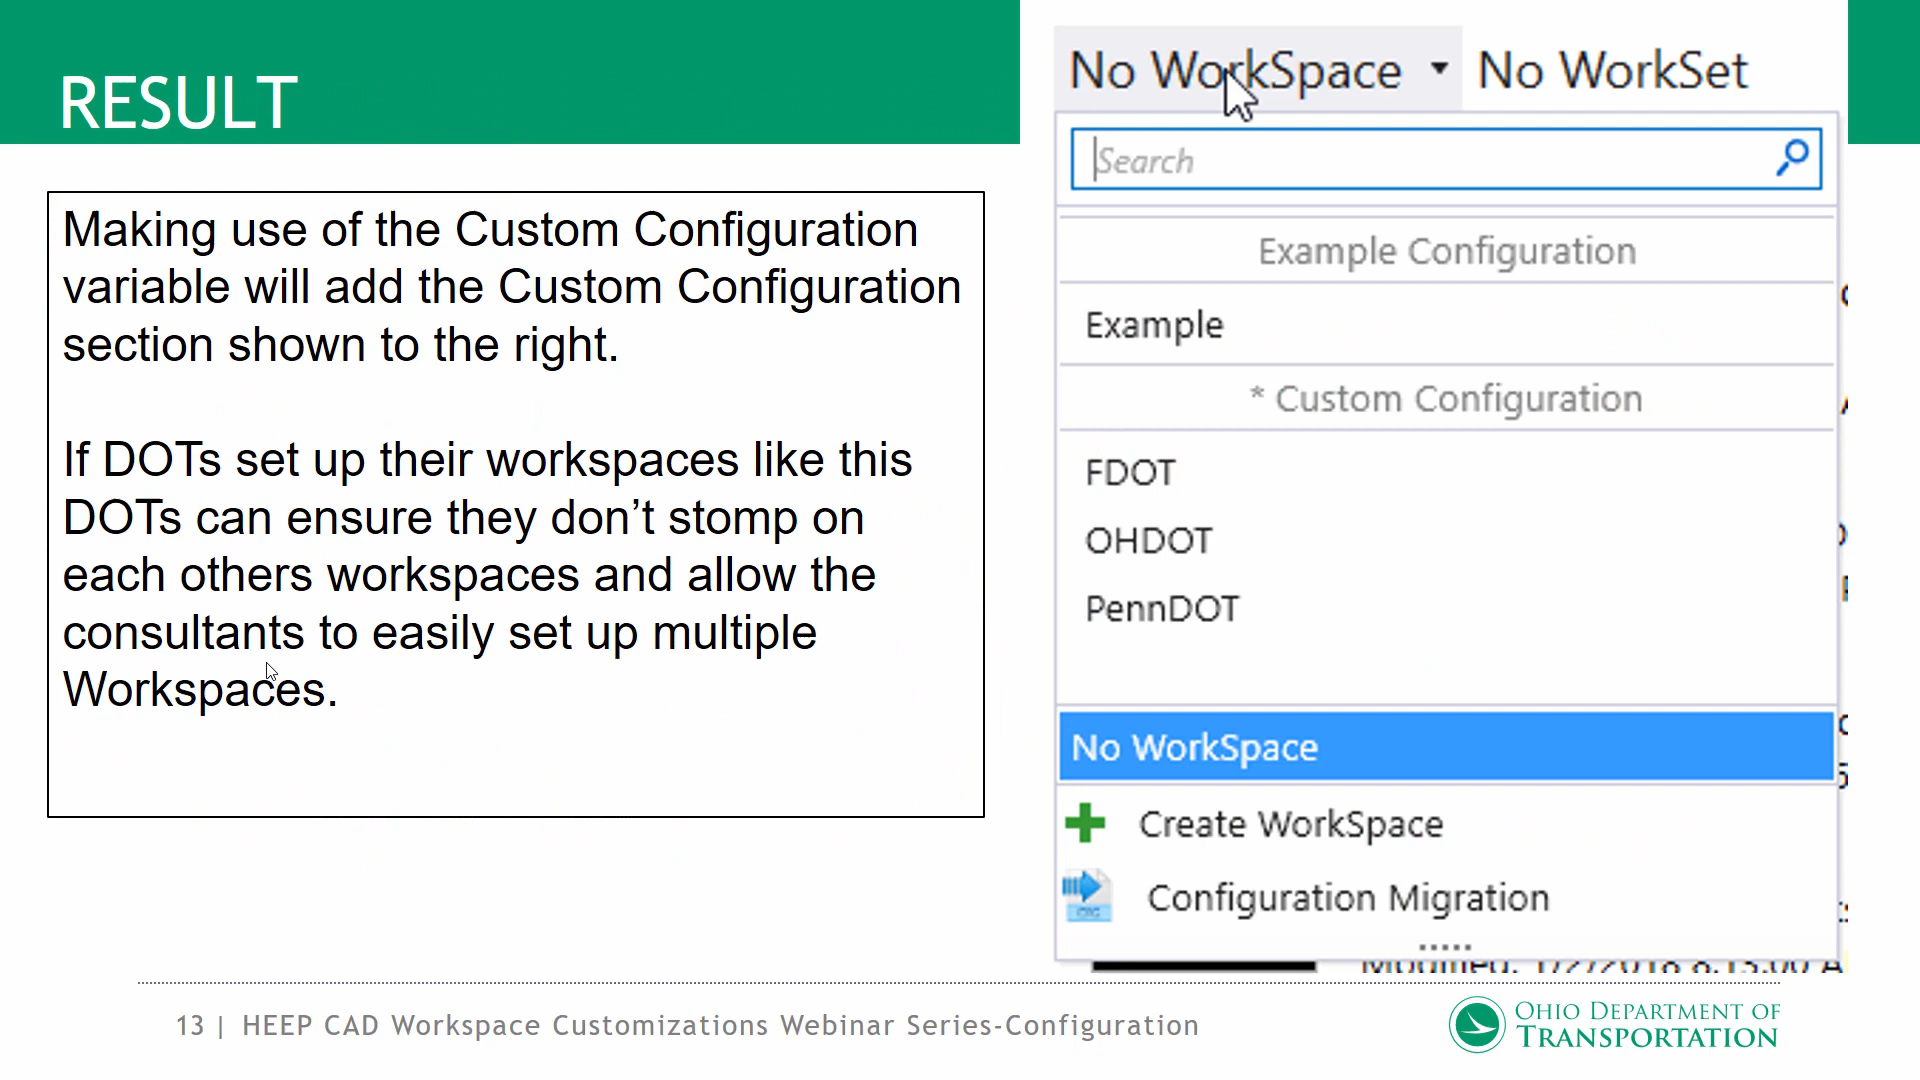 RESULT
Making use of the Custom Configuration
variable will add the Custom Configuration
section shown to the right.
If DOTs set up their workspaces like this
DOTs can ensure they don’t stomp on
each others workspaces and allow the
consultants to easily set up multiple
Workspaces.
No WorkSpace No WorkSet
Search
Example Configuration
Example
* Custom Configuration
FDOT
OHDOT
PennDOT
No WorkSpace
Create WorkSpace
Configuration Migration
13 | HEEP CAD Workspace Customizations Webinar Series-Configuration
OHIO DEPARTMENT OF
TRANSPORTATION